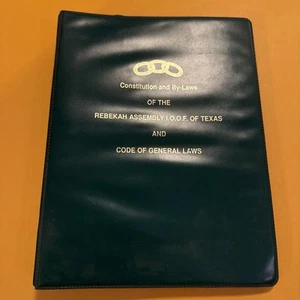 Constitution and By-Laws
OF THE
REBEKAH ASSEMBLY I.O.O.F. OF TEXAS
AND
CODE OF GENERAL LAWS